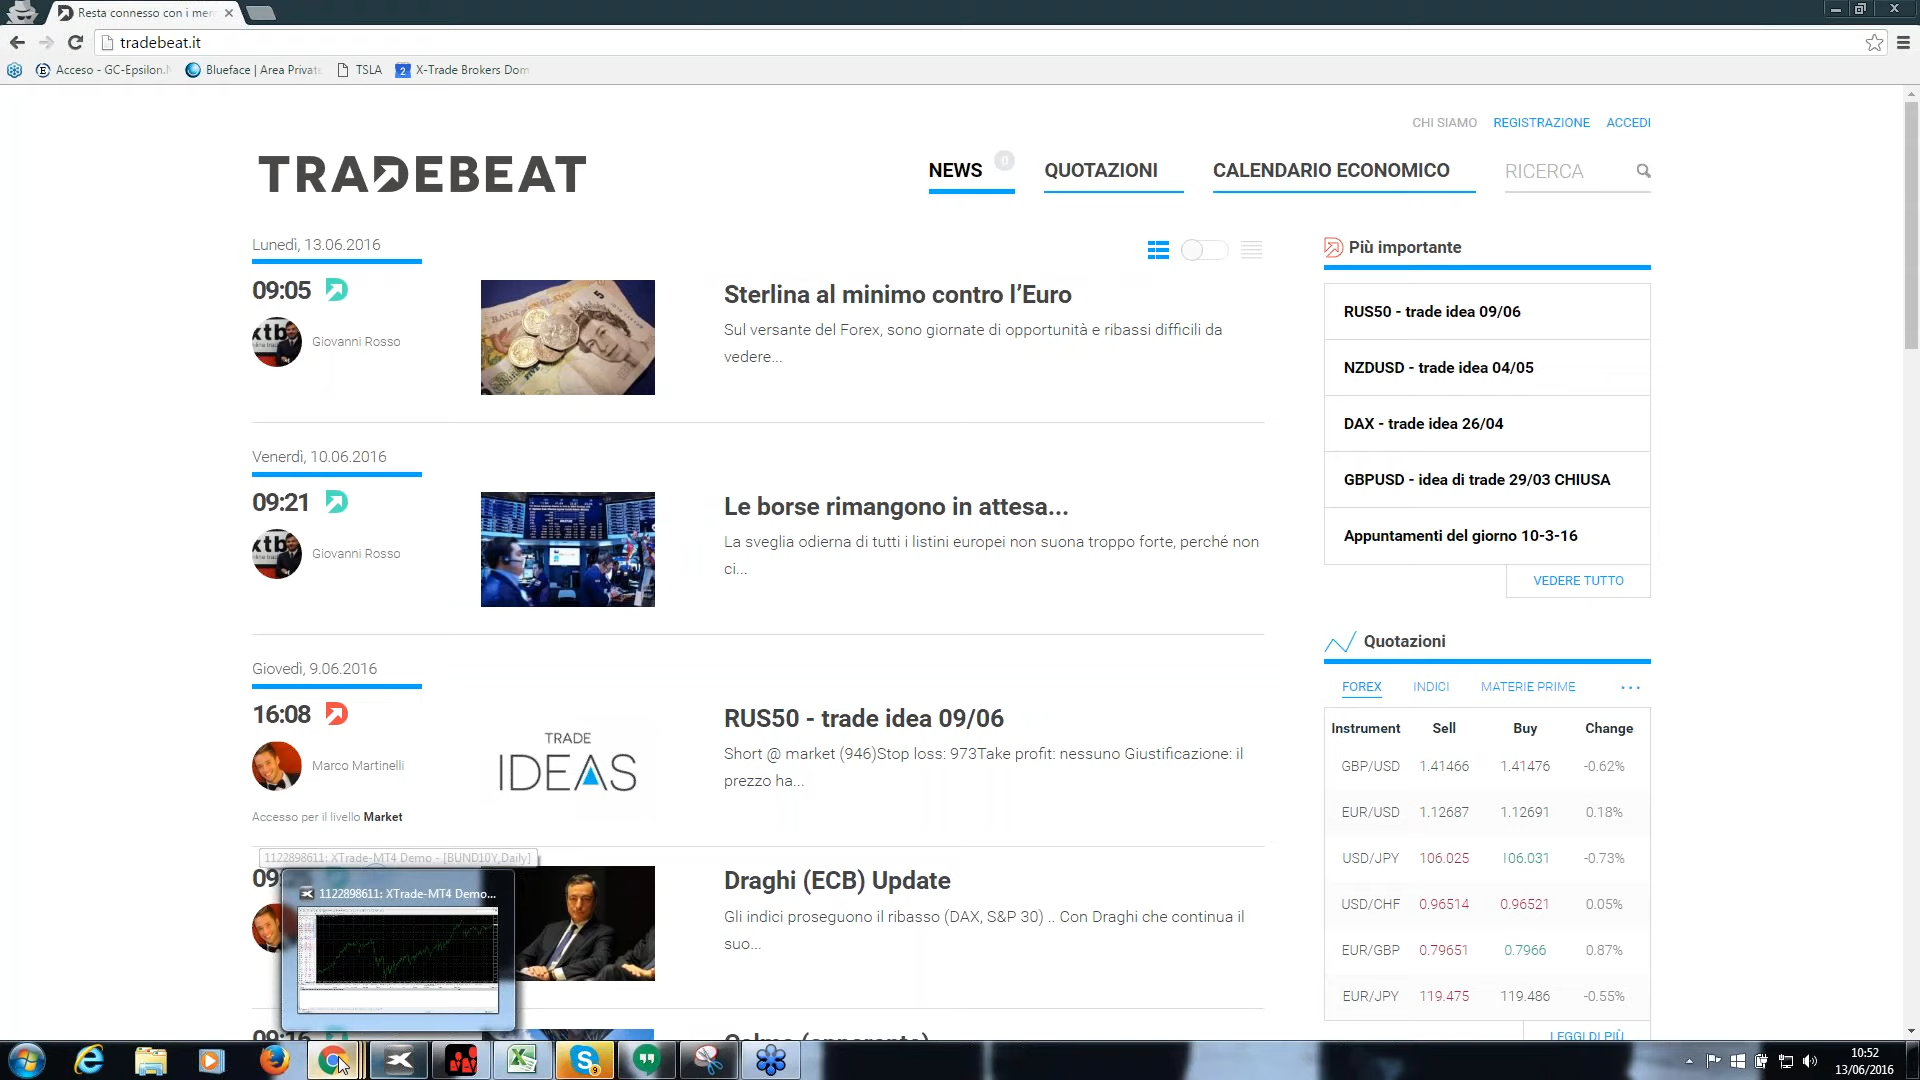 Resta connesso con i mer
tradebeat.it
Acceso - GC-Epsilon.
Blueface | Area Privat
TSLA
X-Trade Brokers Dom
CHI SIAMO REGISTRAZIONE ACCEDI
TRADEBEAT
NEWS 0 QUOTAZIONI CALENDARIO ECONOMICO RICERCA
Lunedì, 13.06.2016
09:05
Giovanni Rosso
Sterlina al minimo contro l'Euro
Sul versante del Forex, sono giornate di opportunità e ribassi difficili da
vedere...
Venerdì, 10.06.2016
09:21
Giovanni Rosso
Le borse rimangono in attesa...
La sveglia odierna di tutti i listini europei non suona troppo forte, perché non
ci...
Giovedì, 9.06.2016
16:08
Marco Martinelli
Accesso per il livello Market
TRADE
IDEAS
RUS50 - trade idea 09/06
Short @ market (946)Stop loss: 973Take profit: nessuno Giustificazione: il
prezzo ha...
1122898611: XTrade-MT4 Demo - [BUND10Y,Daily]
1122898611: XTrade-MT4 Demo...
Draghi (ECB) Update
Gli indici proseguono il ribasso (DAX, S&P 30) .. Con Draghi che continua il
suo...
09:16
Calma (apparente)
Più importante
RUS50 - trade idea 09/06
NZDUSD - trade idea 04/05
DAX - trade idea 26/04
GBPUSD - idea di trade 29/03 CHIUSA
Appuntamenti del giorno 10-3-16
VEDERE TUTTO
Quotazioni
FOREX INDICI MATERIE PRIME ...
Instrument Sell Buy Change
GBP/USD 1.41466 1.41476 -0.62%
EUR/USD 1.12687 1.12691 0.18%
USD/JPY 106.025 106.031 -0.73%
USD/CHF 0.96514 0.96521 0.05%
EUR/GBP 0.79651 0.7966 0.87%
EUR/JPY 119.475 119.486 -0.55%
LEGGI DI PIÙ
10:52
13/06/2016